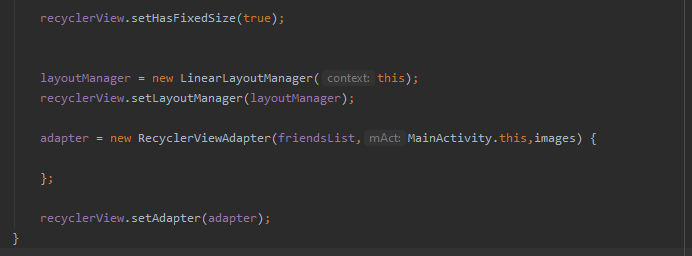 recyclerView.setHasFixedSize(true);
layoutManager = new LinearLayoutManager( context: this);
recyclerView.setLayoutManager(layoutManager);
adapter = new RecyclerViewAdapter(friendsList, mAct: MainActivity.this,images) {
};
recyclerView.setAdapter(adapter);
}